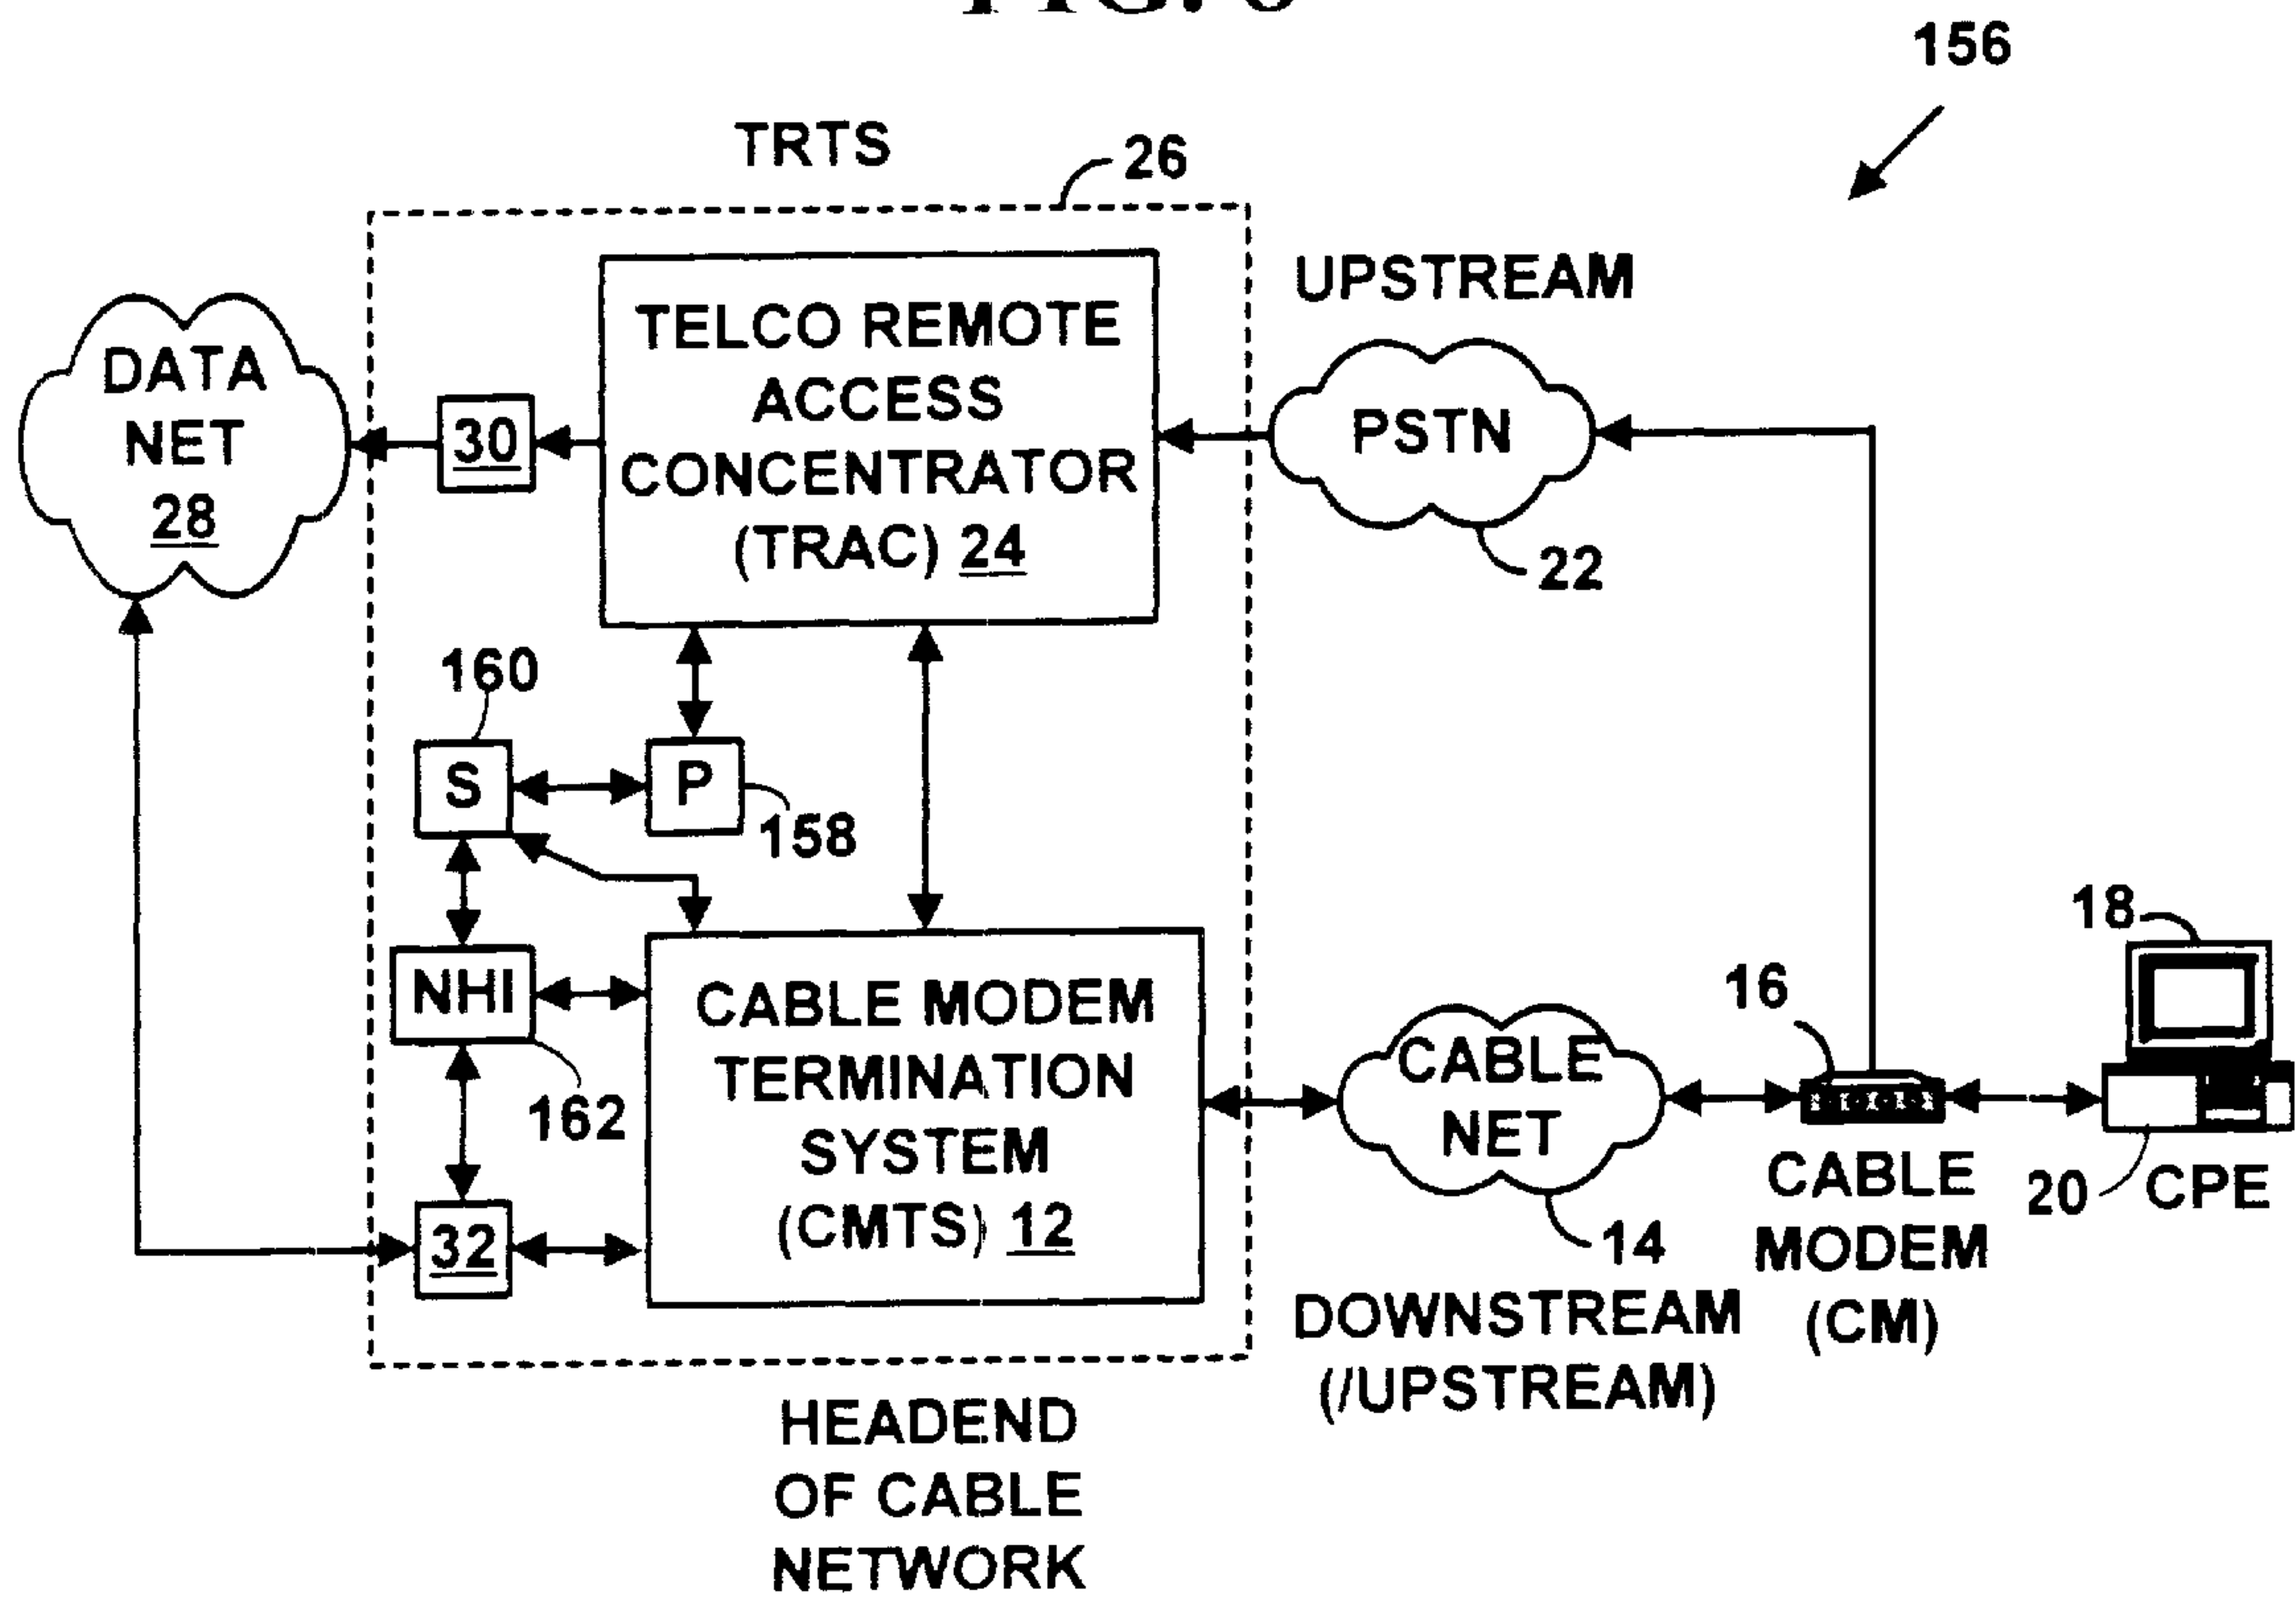 156
TRTS
26
UPSTREAM
TELCO REMOTE
ACCESS
CONCENTRATOR
(TRAC) 24
DATA
NET
28
30
PSTN
22
160
S
P
158
NHI
162
32
CABLE MODEM
TERMINATION
SYSTEM
(CMTS) 12
CABLE
NET
14
DOWNSTREAM
(/UPSTREAM)
16
CABLE
MODEM
(CM)
18
20
CPE
HEADEND
OF CABLE
NETWORK